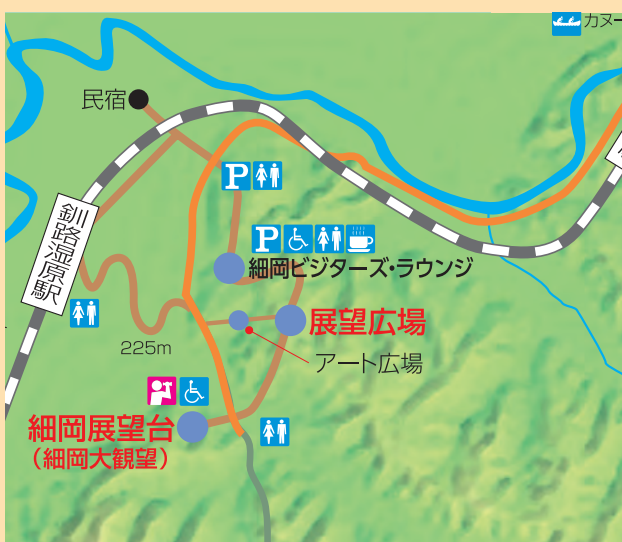 カヌー
民宿
P
P
細岡ビジターズ・ラウンジ
釧路湿原駅
展望広場
225m
アート広場
細岡展望台
（細岡大観望）